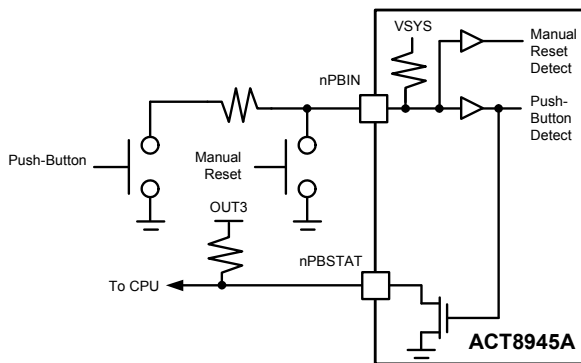 VSYS
Manual
Reset
Detect
nPBIN
Push-
Button
Detect
Push-Button
Manual
Reset
OUT3
nPBSTAT
To CPU
ACT8945A